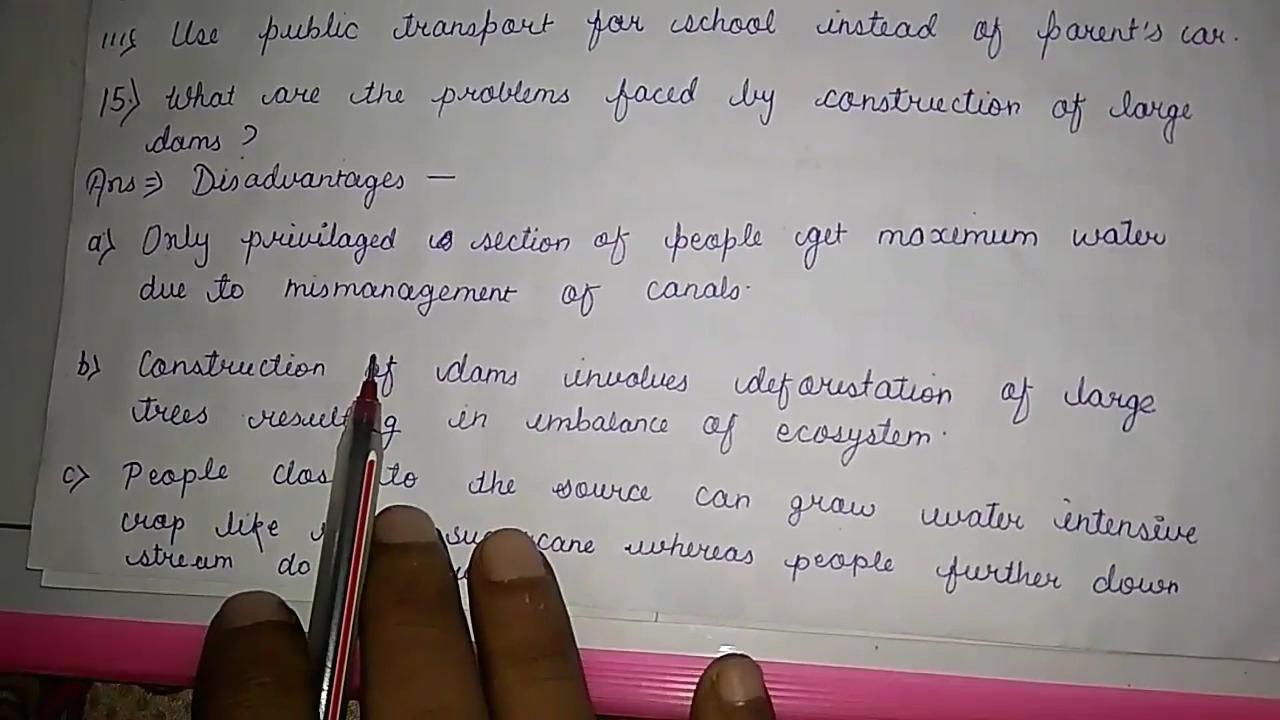 iii) Use public transport for school instead of parent's car.
15.) What are the problems faced by construction of large
dams?
Ans ⇒ Disadvantages —
a) Only privilaged section of people get maximum water
due to mismanagement of canals.
b) Construction of dams involves deforestation of large
trees resulting in imbalance of ecosystem.
c) People to the source can grow water intensive
crop like cane whereas people further down
stream do